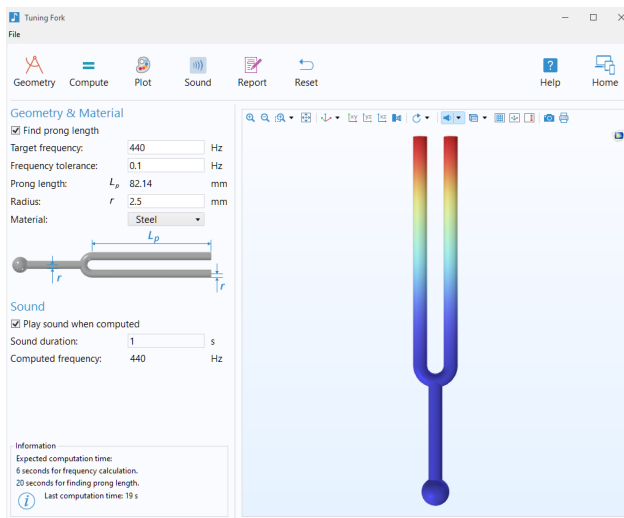 Tuning Fork
File
Geometry Compute Plot Sound Report Reset Help Home
Geometry & Material
Find prong length
Target frequency: 440 Hz
Frequency tolerance: 0.1 Hz
Prong length: Lp 82.14 mm
Radius: r 2.5 mm
Material: Steel
Lp
r
r
Sound
Play sound when computed
Sound duration: 1 s
Computed frequency: 440 Hz
Information
Expected computation time:
6 seconds for frequency calculation.
20 seconds for finding prong length.
Last computation time: 19 s